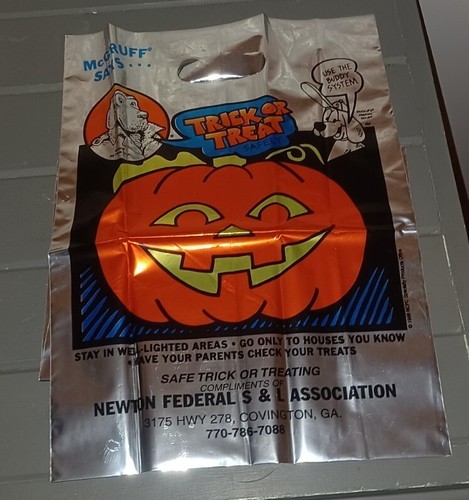 McGRUFF®
SAYS...
USE THE
BUDDY
SYSTEM
TRICK OR
TREAT
SAFELY
STAY IN WELL-LIGHTED AREAS • GO ONLY TO HOUSES YOU KNOW
• HAVE YOUR PARENTS CHECK YOUR TREATS
SAFE TRICK OR TREATING
COMPLIMENTS OF
NEWTON FEDERAL S & L ASSOCIATION
3175 HWY 278, COVINGTON, GA.
770-786-7088